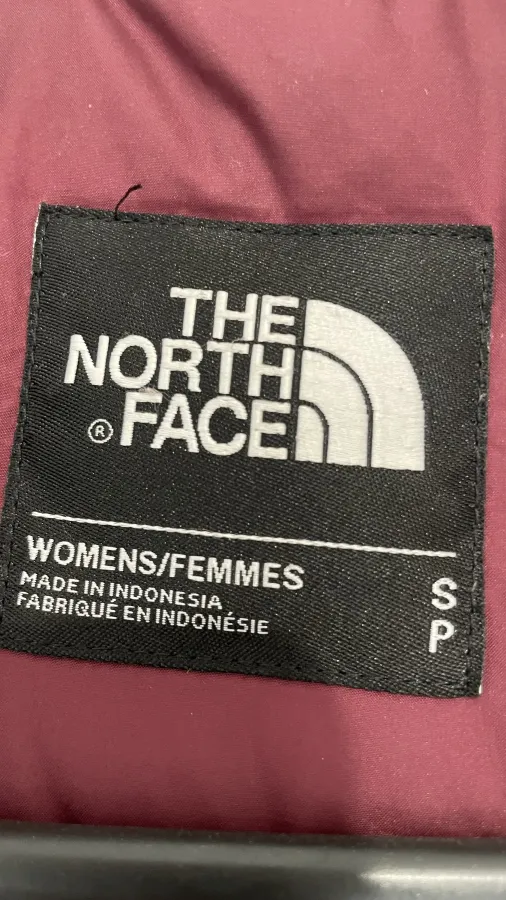 THE
NORTH
® FACE
WOMENS/FEMMES
MADE IN INDONESIA
FABRIQUÉ EN INDONÉSIE
S
P